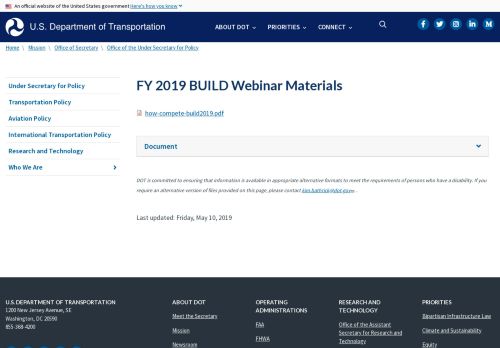 An official website of the United States government Here's how you know
U.S. Department of Transportation
ABOUT DOT
PRIORITIES
CONNECT
Home \ Mission \ Office of Secretary \ Office of the Under Secretary for Policy
Under Secretary for Policy
Transportation Policy
Aviation Policy
International Transportation Policy
Research and Technology
Who We Are
FY 2019 BUILD Webinar Materials
how-compete-build2019.pdf
Document
DOT is committed to ensuring that information is available in appropriate alternative formats to meet the requirements of persons who have a disability. If you
require an alternative version of files provided on this page, please contact
Last updated: Friday, May 10, 2019
U.S. DEPARTMENT OF TRANSPORTATION
1200 New Jersey Avenue, SE
Washington, DC 20590
855-368-4200
ABOUT DOT
Meet the Secretary
Mission
Newsroom
OPERATING
ADMINISTRATIONS
FAA
FHWA
RESEARCH AND
TECHNOLOGY
Office of the Assistant
Secretary for Research and
Technology
PRIORITIES
Bipartisan Infrastructure Law
Climate and Sustainability
Equity